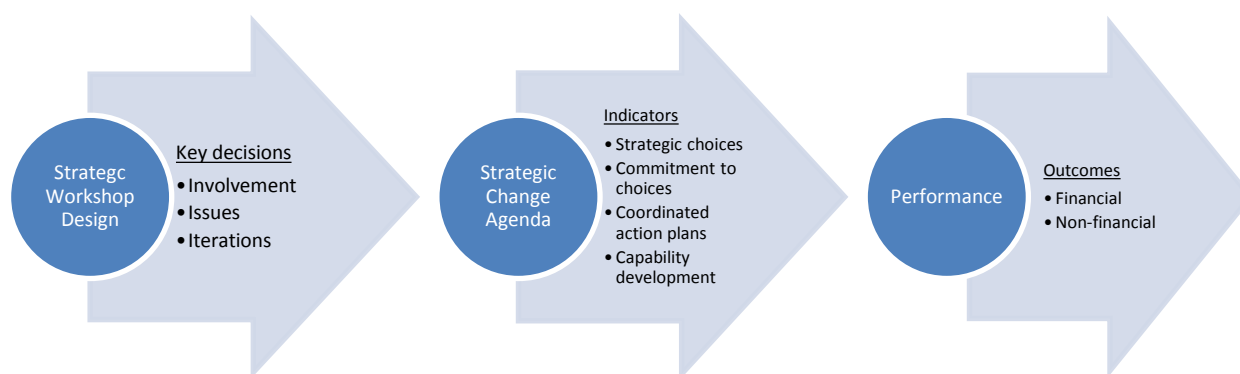 Strategc
Workshop
Design
Key decisions
•Involvement
•Issues
•Iterations
Strategic
Change
Agenda
Indicators
•Strategic choices
•Commitment to
choices
•Coordinated
action plans
•Capability
development
Performance
Outcomes
• Financial
• Non-financial